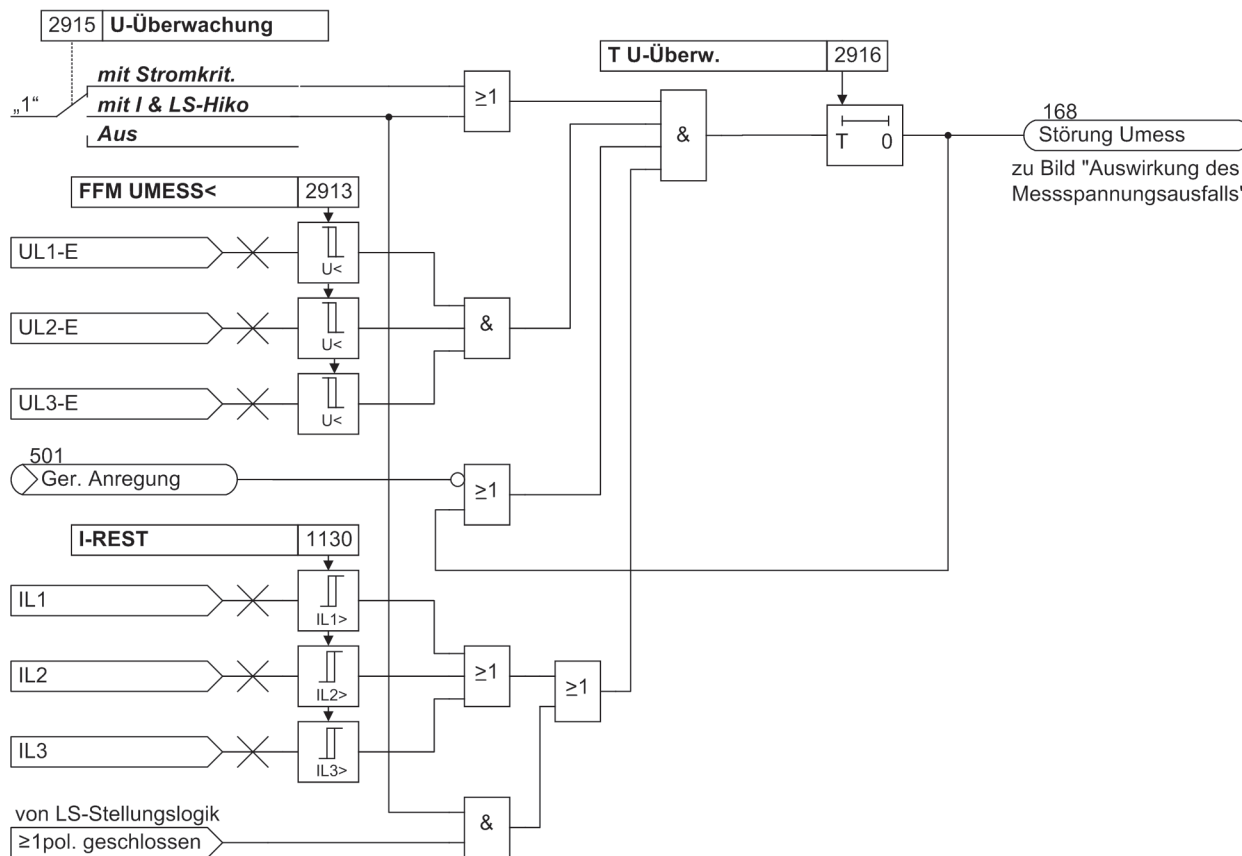 2915 U-Überwachung
mit Stromkrit.
„1“ mit I & LS-Hiko
Aus
≥1
T U-Überw. 2916
&
T 0
168
Störung Umess
zu Bild "Auswirkung des
Messspannungsausfalls"
FFM UMESS< 2913
UL1-E
U<
UL2-E
U<
&
UL3-E
U<
501
Ger. Anregung
≥1
I-REST 1130
IL1
IL1>
IL2
IL2>
≥1
≥1
IL3
IL3>
von LS-Stellungslogik
≥1pol. geschlossen
&